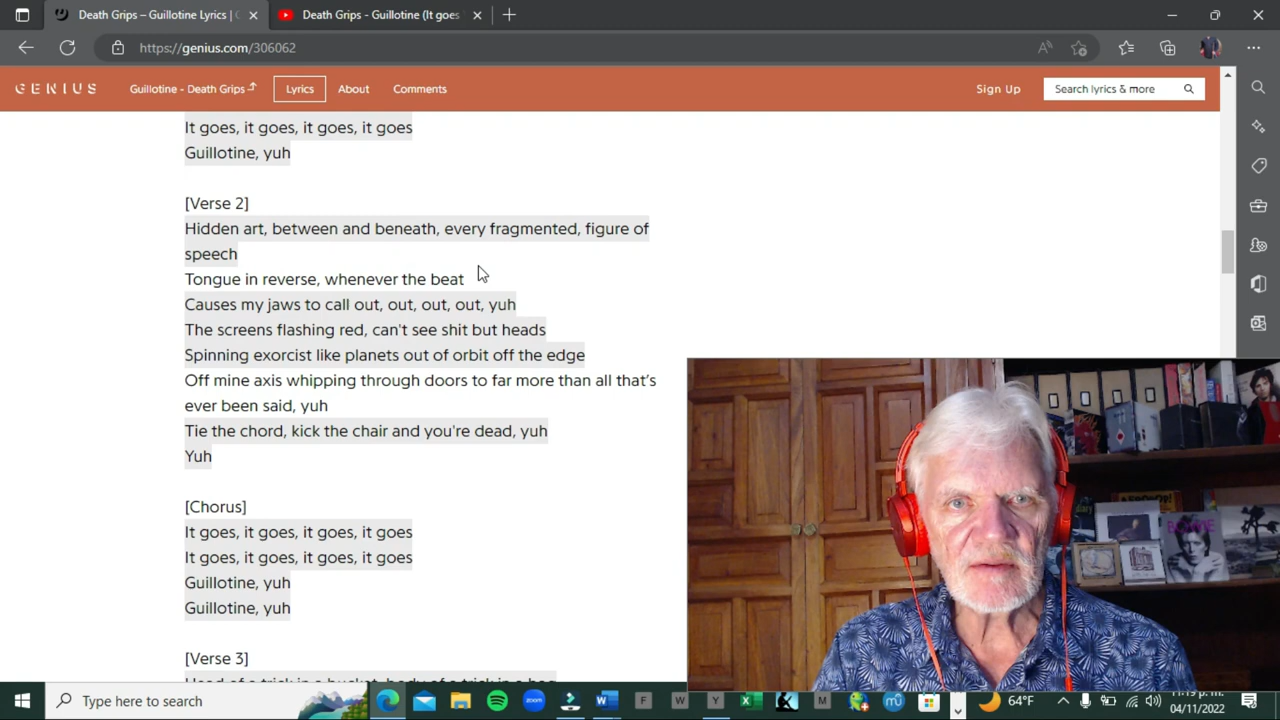 Death Grips – Guillotine Lyrics |
Death Grips - Guillotine (It goes
https://genius.com/306062
GENIUS
Guillotine - Death Grips
Lyrics
About
Comments
Sign Up
Search lyrics & more
It goes, it goes, it goes, it goes
Guillotine, yuh
[Verse 2]
Hidden art, between and beneath, every fragmented, figure of
speech
Tongue in reverse, whenever the beat
Causes my jaws to call out, out, out, out, yuh
The screens flashing red, can't see shit but heads
Spinning exorcist like planets out of orbit off the edge
Off mine axis whipping through doors to far more than all that’s
ever been said, yuh
Tie the chord, kick the chair and you're dead, yuh
Yuh
[Chorus]
It goes, it goes, it goes, it goes
It goes, it goes, it goes, it goes
Guillotine, yuh
Guillotine, yuh
[Verse 3]
BOWIE
Type here to search
zoom
F
W
Y
M
64°F
04/11/2022